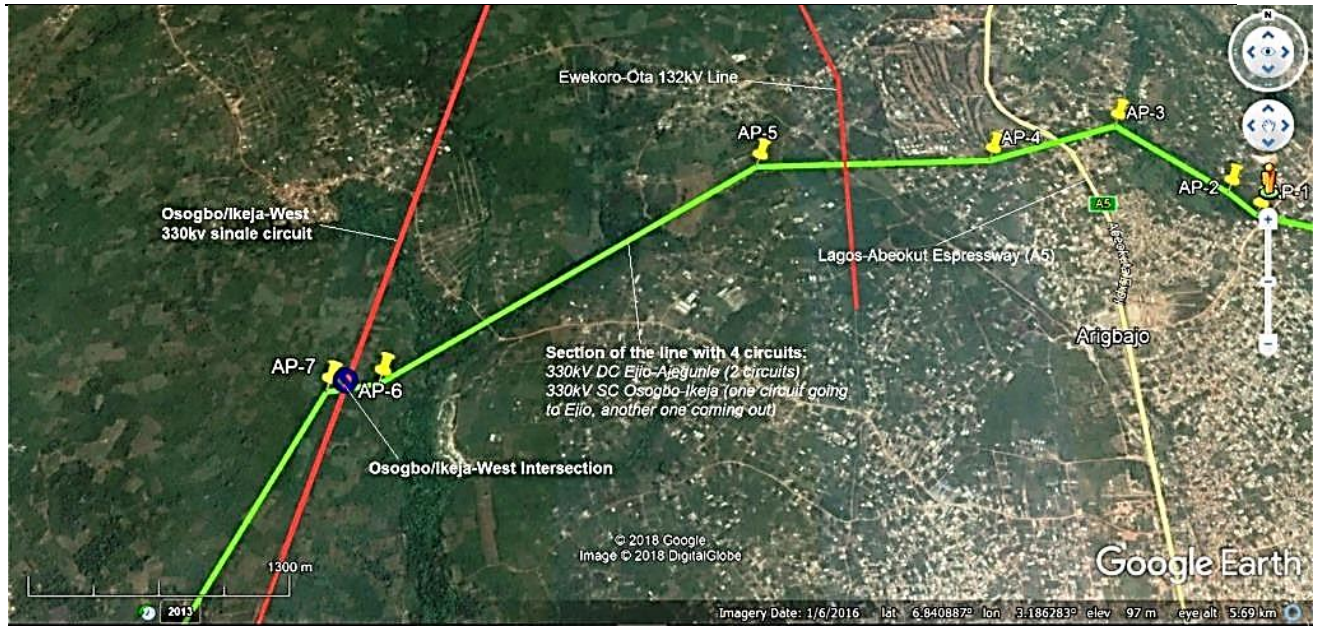 N
Ewekoro-Ota 132kV Line
AP-3
AP-5
AP-4
AP-2
P-1
A5
Osogbo/Ikeja-West
330kv single circuit
Lagos-Abeokut Espressway (A5)
Arigbajo
Section of the line with 4 circuits:
330kV DC Ejio-Ajegunle (2 circuits)
330kV SC Osogbo-Ikeja (one circuit going
to Ejio, another one coming out)
AP-7
AP-6
Osogbo/Ikeja-West Intersection
© 2018 Google
Image © 2018 DigitalGlobe
Google Earth
1300 m
2013
Imagery Date: 1/6/2016 lat 6.840887º lon 3.186283º elev 97 m eye alt 5.69 km